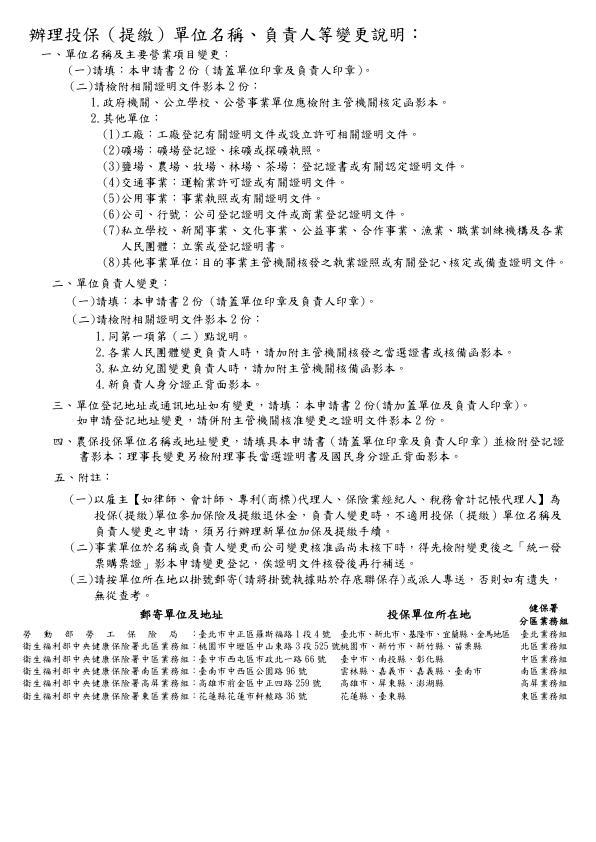 辦理投保（提繳）單位名稱、負責人等變更說明：
一、單位名稱及主要營業項目變更：
(一)請填：本申請書2份（請蓋單位印章及負責人印章）。
(二)請檢附相關證明文件影本2份：
1.政府機關、公立學校、公營事業單位應檢附主管機關核定函影本。
2.其他單位：
(1)工廠：工廠登記有關證明文件或設立許可相關證明文件。
(2)礦場：礦場登記證、採礦或探礦執照。
(3)鹽場、農場、牧場、林場、茶場：登記證書或有關認定證明文件。
(4)交通事業：運輸業許可證或有關證明文件。
(5)公用事業：事業執照或有關證明文件。
(6)公司、行號：公司登記證明文件或商業登記證明文件。
(7)私立學校、新聞事業、文化事業、公益事業、合作事業、漁業、職業訓練機構及各業
人民團體：立案或登記證明書。
(8)其他事業單位：目的事業主管機關核發之執業證照或有關登記、核定或備查證明文件。
二、單位負責人變更：
(一)請填：本申請書2份（請蓋單位印章及負責人印章）。
(二)請檢附相關證明文件影本2份：
1.同第一項第（二）點說明。
2.各業人民團體變更負責人時，請加附主管機關核發之當選證書或核備函影本。
3.私立幼兒園變更負責人時，請加附主管機關核備函影本。
4.新負責人身分證正背面影本。
三、單位登記地址或通訊地址如有變更，請填：本申請書2份(請加蓋單位及負責人印章)。
如申請登記地址變更，請併附主管機關核准變更之證明文件影本2份。
四、農保投保單位名稱或地址變更，請填具本申請書（請蓋單位印章及負責人印章）並檢附登記證
書影本；理事長變更另檢附理事長當選證明書及國民身分證正背面影本。
五、附註：
(一)以雇主【如律師、會計師、專利(商標)代理人、保險業經紀人、稅務會計記帳代理人】為
投保(提繳)單位參加保險及提繳退休金，負責人變更時，不適用投保（提繳）單位名稱及
負責人變更之申請，須另行辦理新單位加保及提繳手續。
(二)事業單位於名稱或負責人變更而公司變更核准函尚未核下時，得先檢附變更後之「統一發
票購票證」影本申請變更登記，俟證明文件核發後再行補送。
(三)請按單位所在地以掛號郵寄(請將掛號執據貼於存底聯保存)或派人專送，否則如有遺失，
無從查考。
郵寄單位及地址 投保單位所在地 健保署分區業務組
勞動部勞工保險局：臺北市中正區羅斯福路1段4號 臺北市、新北市、基隆市、宜蘭縣、金馬地區 臺北業務組
衛生福利部中央健康保險署北區業務組：桃園市中壢區中山東路3段525號 桃園市、新竹市、新竹縣、苗栗縣 北區業務組
衛生福利部中央健康保險署中區業務組：臺中市西屯區市政北一路66號 臺中市、南投縣、彰化縣 中區業務組
衛生福利部中央健康保險署南區業務組：臺南市中西區公園路96號 雲林縣、嘉義市、嘉義縣、臺南市 南區業務組
衛生福利部中央健康保險署高屏業務組：高雄市前金區中正四路259號 高雄市、屏東縣、澎湖縣 高屏業務組
衛生福利部中央健康保險署東區業務組：花蓮縣花蓮市軒轅路36號 花蓮縣、臺東縣 東區業務組